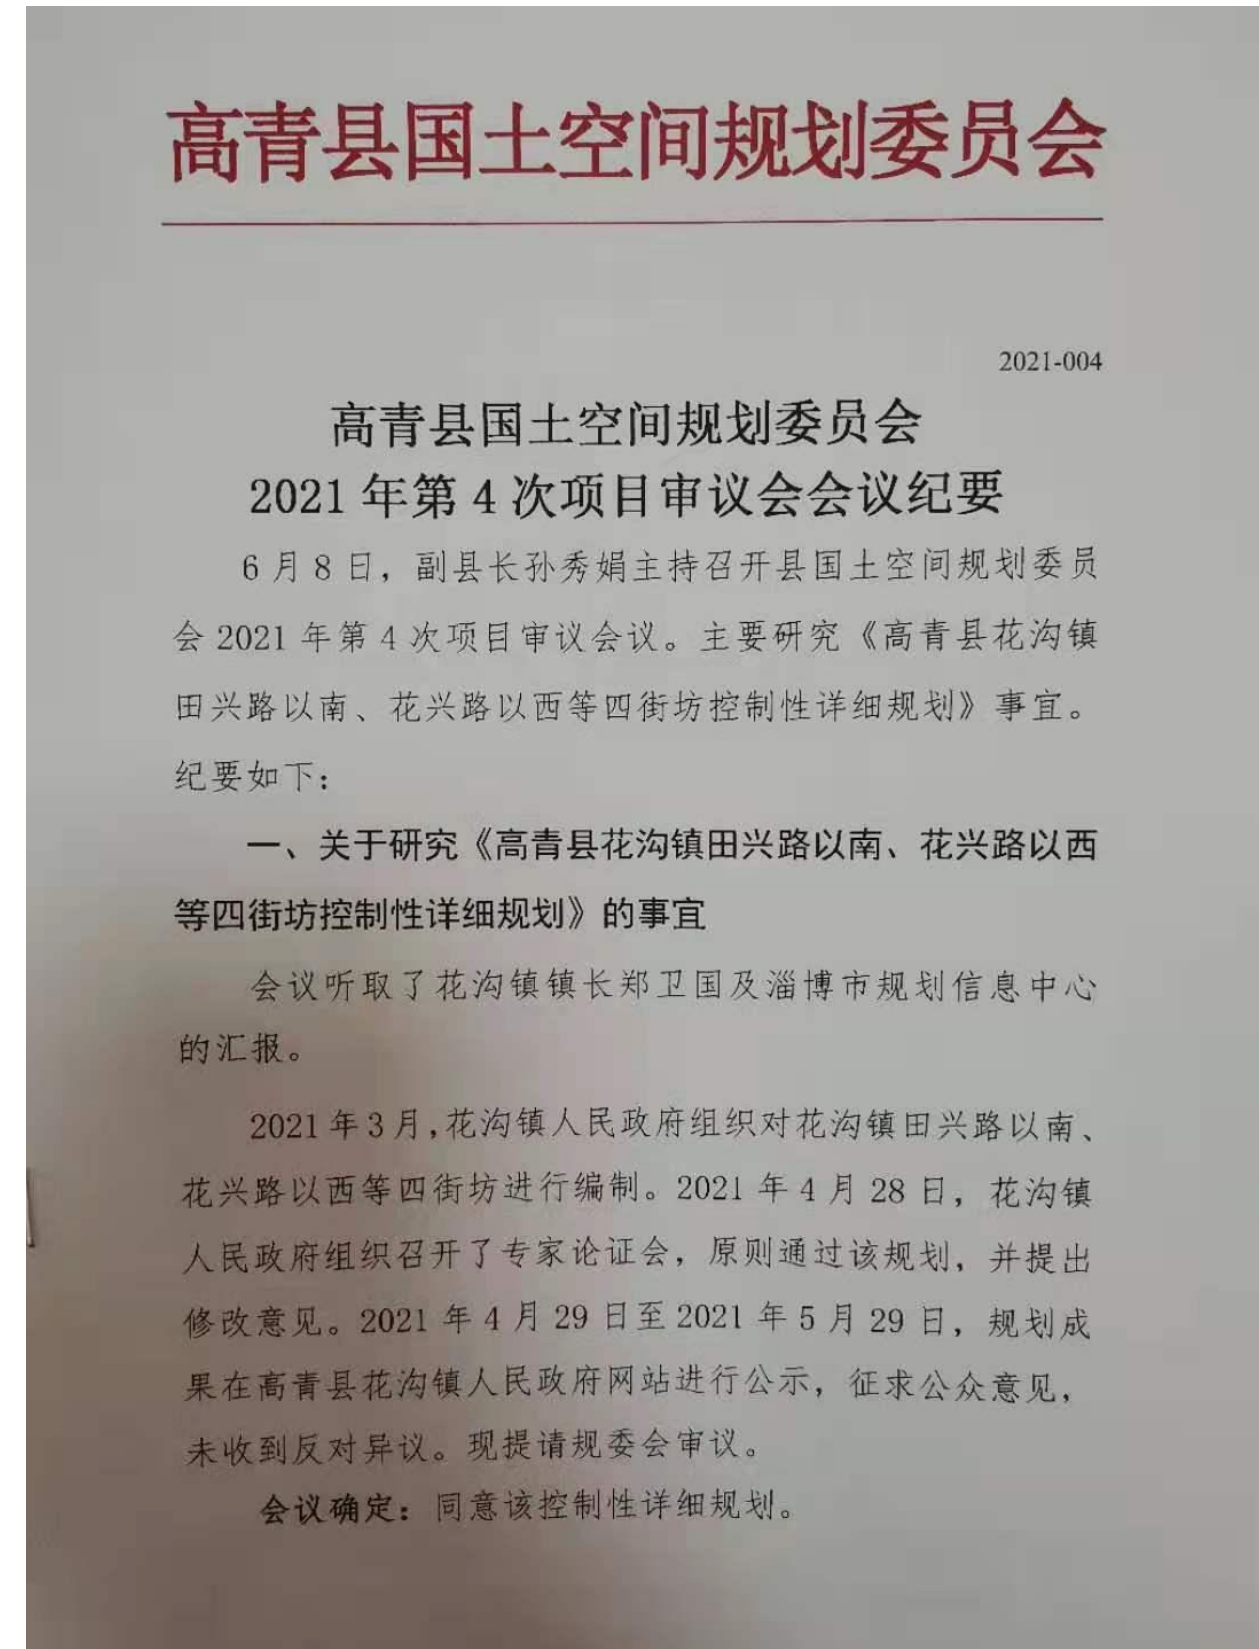 高青县国土空间规划委员会
2021-004
高青县国土空间规划委员会
2021年第4次项目审议会会议纪要
6月8日，副县长孙秀娟主持召开县国土空间规划委员
会2021年第4次项目审议会议。主要研究《高青县花沟镇
田兴路以南、花兴路以西等四街坊控制性详细规划》事宜。
纪要如下：
一、关于研究《高青县花沟镇田兴路以南、花兴路以西
等四街坊控制性详细规划》的事宜
会议听取了花沟镇镇长郑卫国及淄博市规划信息中心
的汇报。
2021年3月,花沟镇人民政府组织对花沟镇田兴路以南、
花兴路以西等四街坊进行编制。2021年4月28日，花沟镇
人民政府组织召开了专家论证会，原则通过该规划，并提出
修改意见。2021年4月29日至2021年5月29日，规划成
果在高青县花沟镇人民政府网站进行公示，征求公众意见，
未收到反对异议。现提请规委会审议。
会议确定：同意该控制性详细规划。